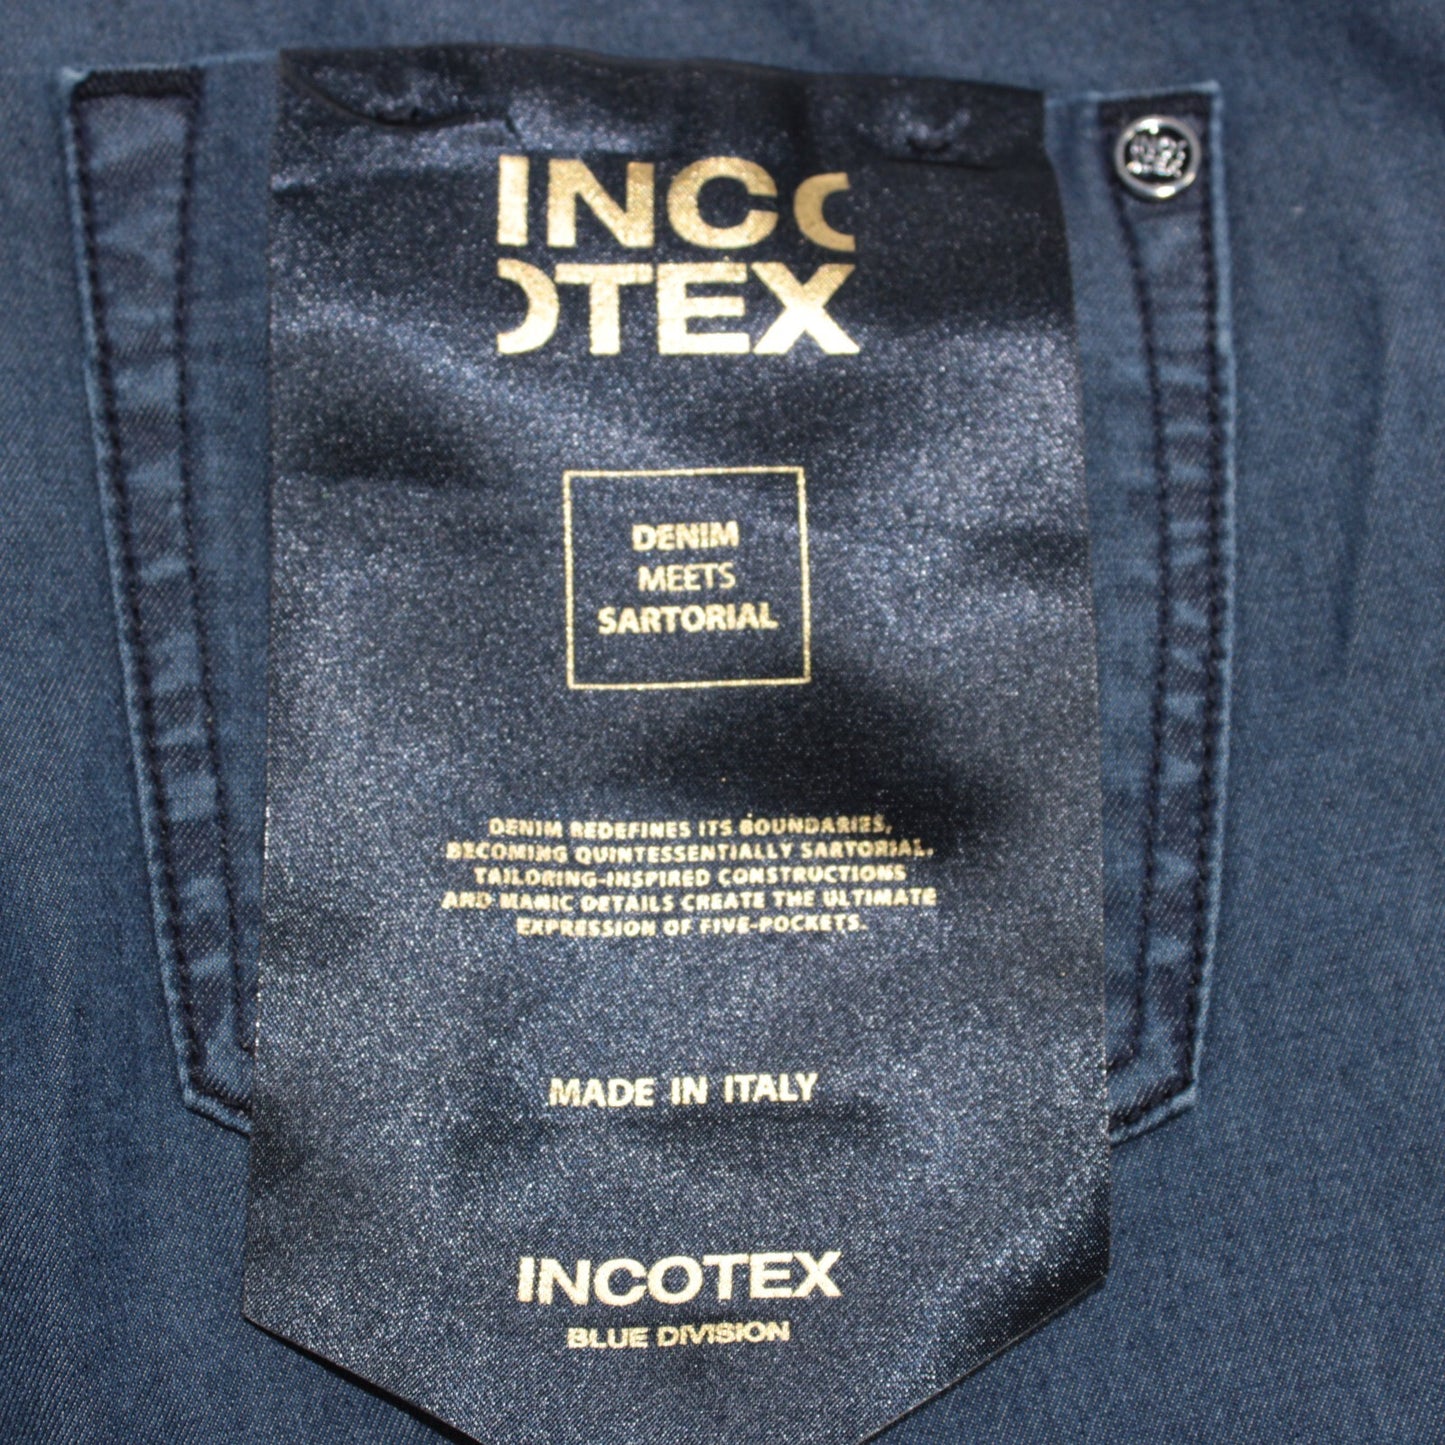 INCO
OTEX
DENIM
MEETS
SARTORIAL
DENIM REDEFINES ITS BOUNDARIES,
BECOMING QUINTESSENTIALLY SARTORIAL.
TAILORING-INSPIRED CONSTRUCTIONS
AND MANIC DETAILS CREATE THE ULTIMATE
EXPRESSION OF FIVE-POCKETS.
MADE IN ITALY
INCOTEX
BLUE DIVISION